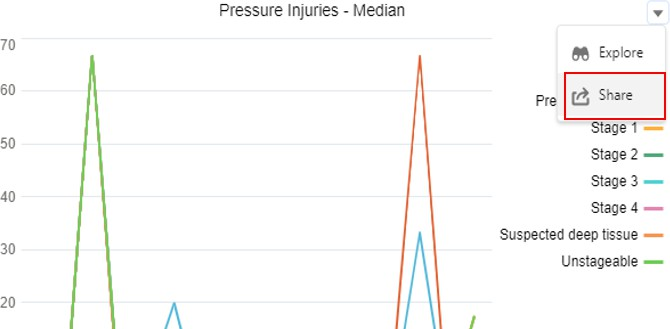 Pressure Injuries - Median
70
60
50
40
30
20
Explore
Share
Pre
Stage 1
Stage 2
Stage 3
Stage 4
Suspected deep tissue
Unstageable